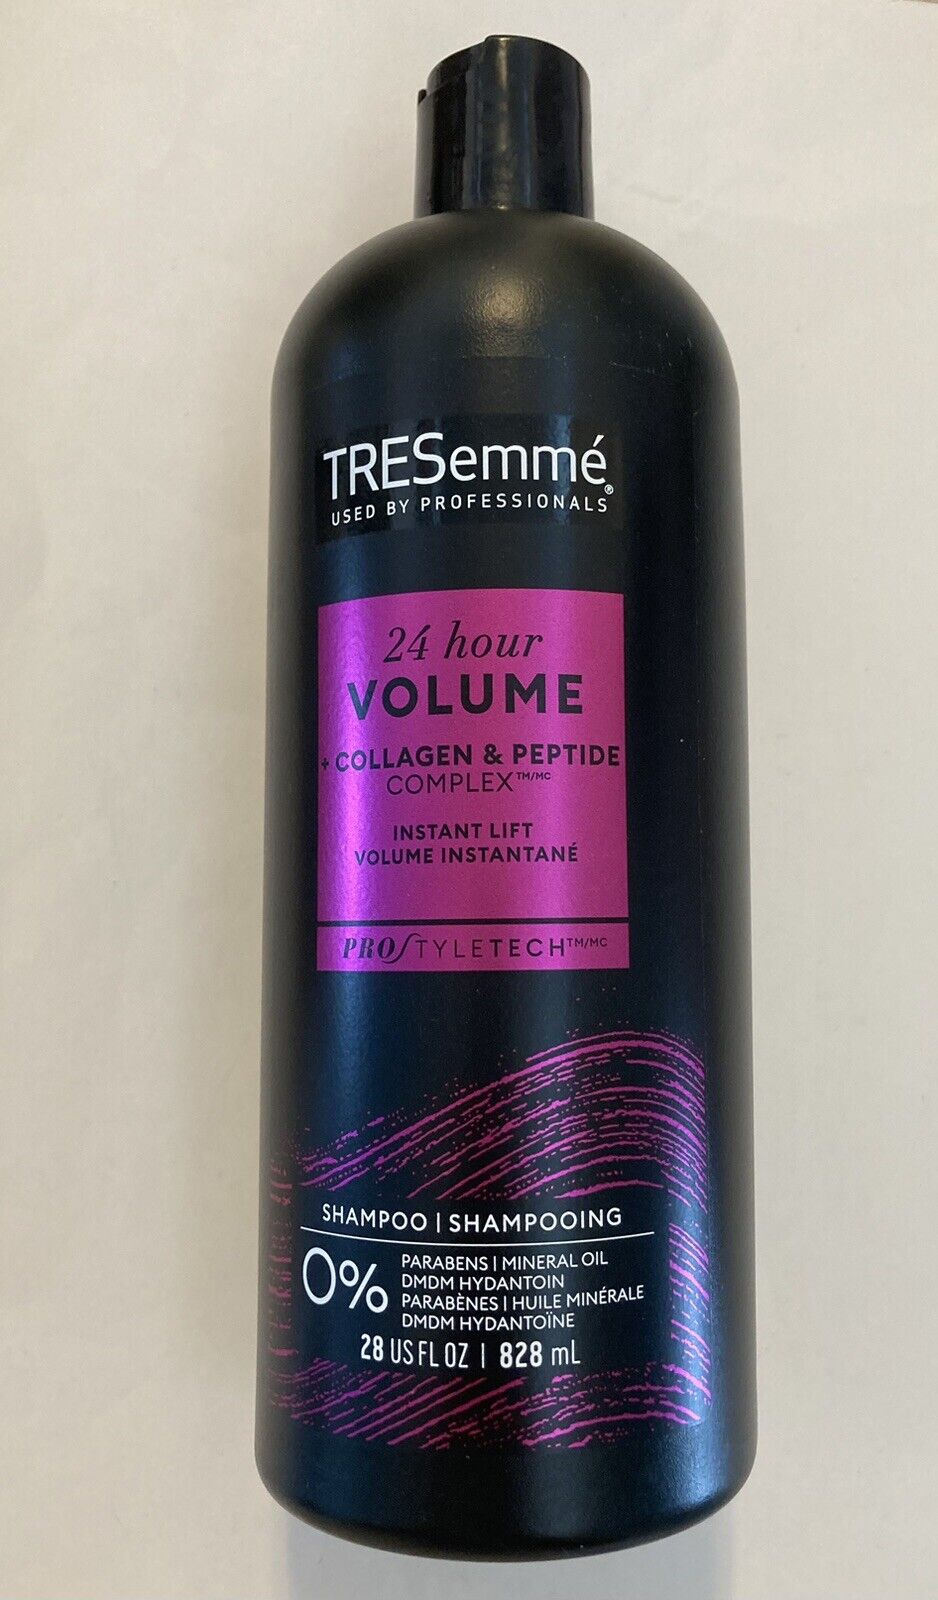 TRESemmé®
USED BY PROFESSIONALS
24 hour
VOLUME
+ COLLAGEN & PEPTIDE
COMPLEX™/MC
INSTANT LIFT
VOLUME INSTANTANÉ
PROSTYLETECH™/MC
SHAMPOO | SHAMPOOING
0%
PARABENS | MINERAL OIL
DMDM HYDANTOIN
PARABÈNES | HUILE MINÉRALE
DMDM HYDANTOÏNE
28 US FL OZ | 828 mL